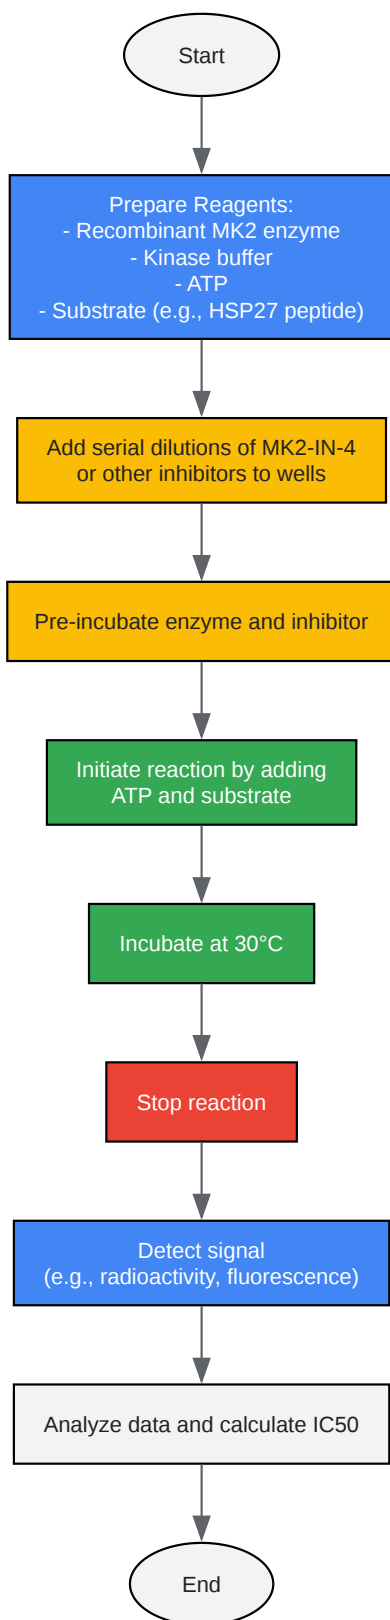 Start
Prepare Reagents:
- Recombinant MK2 enzyme
- Kinase buffer
- ATP
- Substrate (e.g., HSP27 peptide)
Add serial dilutions of MK2-IN-4
or other inhibitors to wells
Pre-incubate enzyme and inhibitor
Initiate reaction by adding
ATP and substrate
Incubate at 30°C
Stop reaction
Detect signal
(e.g., radioactivity, fluorescence)
Analyze data and calculate IC50
End